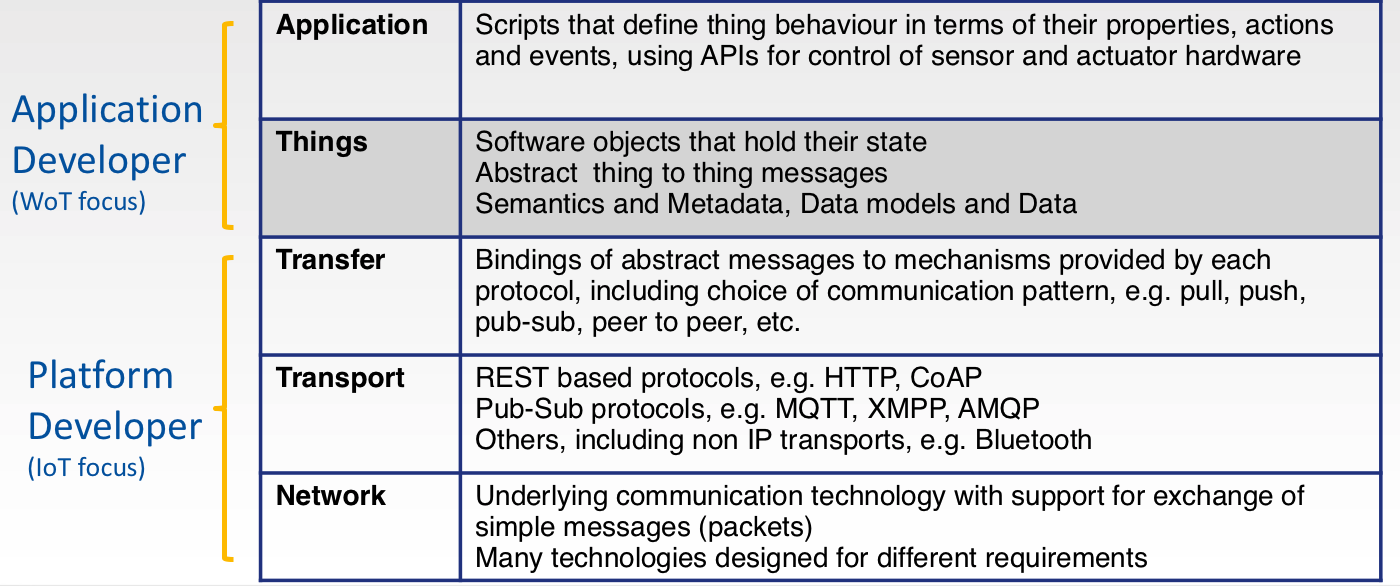 Application
Developer
(WoT focus)
Application
Scripts that define thing behaviour in terms of their properties, actions
and events, using APIs for control of sensor and actuator hardware
Things
Software objects that hold their state
Abstract  thing to thing messages
Semantics and Metadata, Data models and Data
Platform
Developer
(IoT focus)
Transfer
Bindings of abstract messages to mechanisms provided by each
protocol, including choice of communication pattern, e.g. pull, push,
pub-sub, peer to peer, etc.
Transport
REST based protocols, e.g. HTTP, CoAP
Pub-Sub protocols, e.g. MQTT, XMPP, AMQP
Others, including non IP transports, e.g. Bluetooth
Network
Underlying communication technology with support for exchange of
simple messages (packets)
Many technologies designed for different requirements